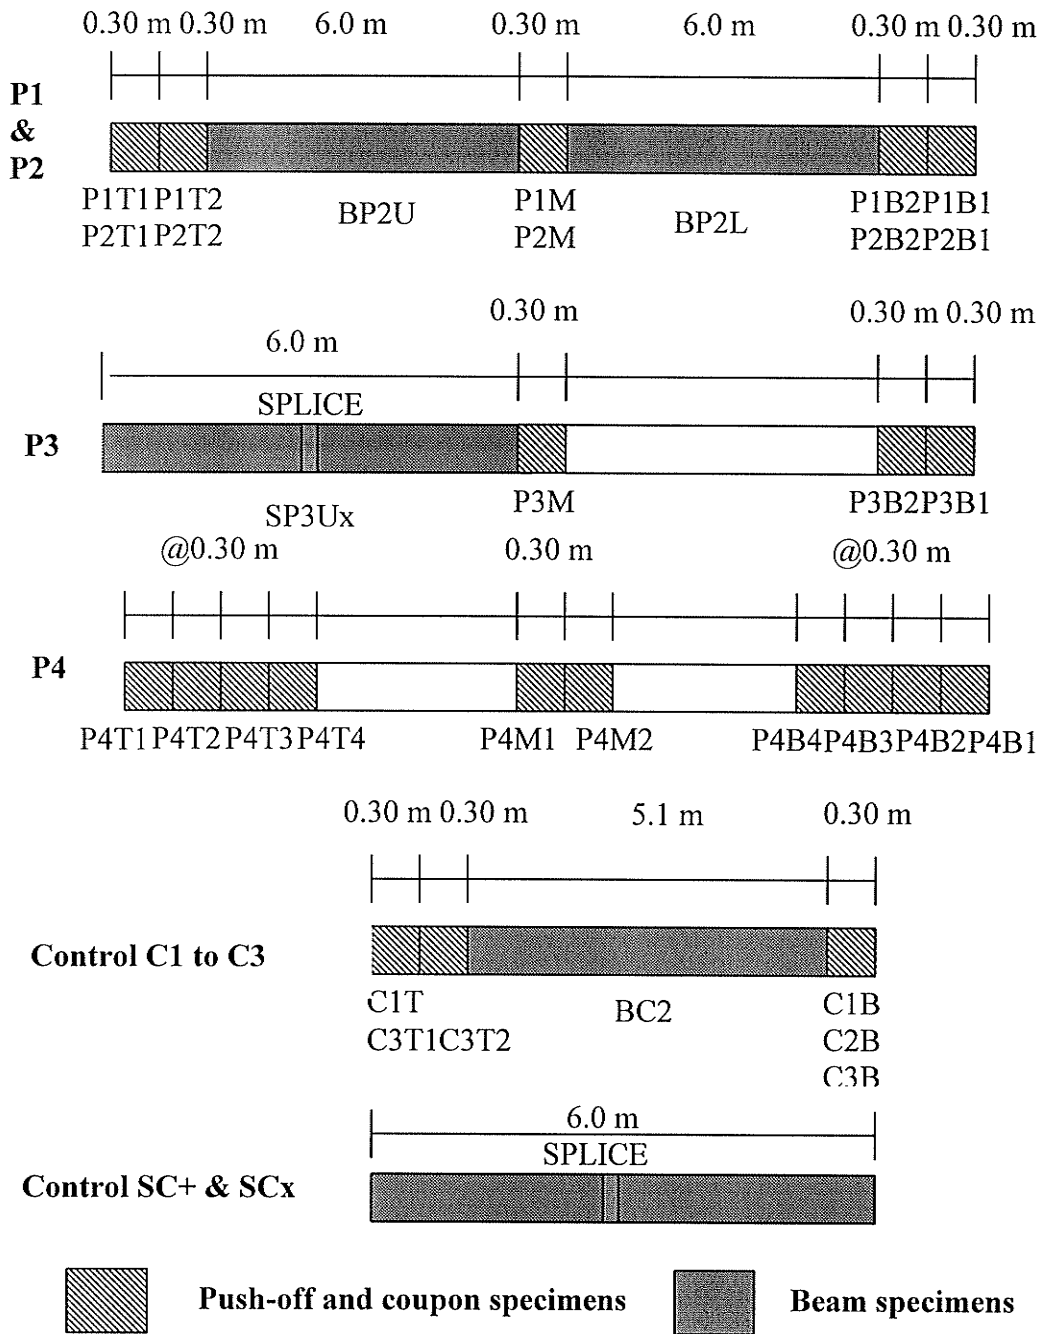 0.30 m 0.30 m 6.0 m 0.30 m 6.0 m 0.30 m 0.30 m
P1
&
P2
P1T1 P1T2 BP2U P1M BP2L P1B2 P1B1
P2T1 P2T2 P2M P2B2 P2B1
0.30 m 0.30 m 0.30 m
6.0 m
SPLICE
P3
SP3Ux P3M P3B2 P3B1
@0.30 m 0.30 m @0.30 m
P4
P4T1 P4T2 P4T3 P4T4 P4M1 P4M2 P4B4 P4B3 P4B2 P4B1
0.30 m 0.30 m 5.1 m 0.30 m
Control C1 to C3
C1T BC2 C1B
C3T1 C3T2 C2B
C3B
6.0 m
SPLICE
Control SC+ & SCx
Push-off and coupon specimens Beam specimens